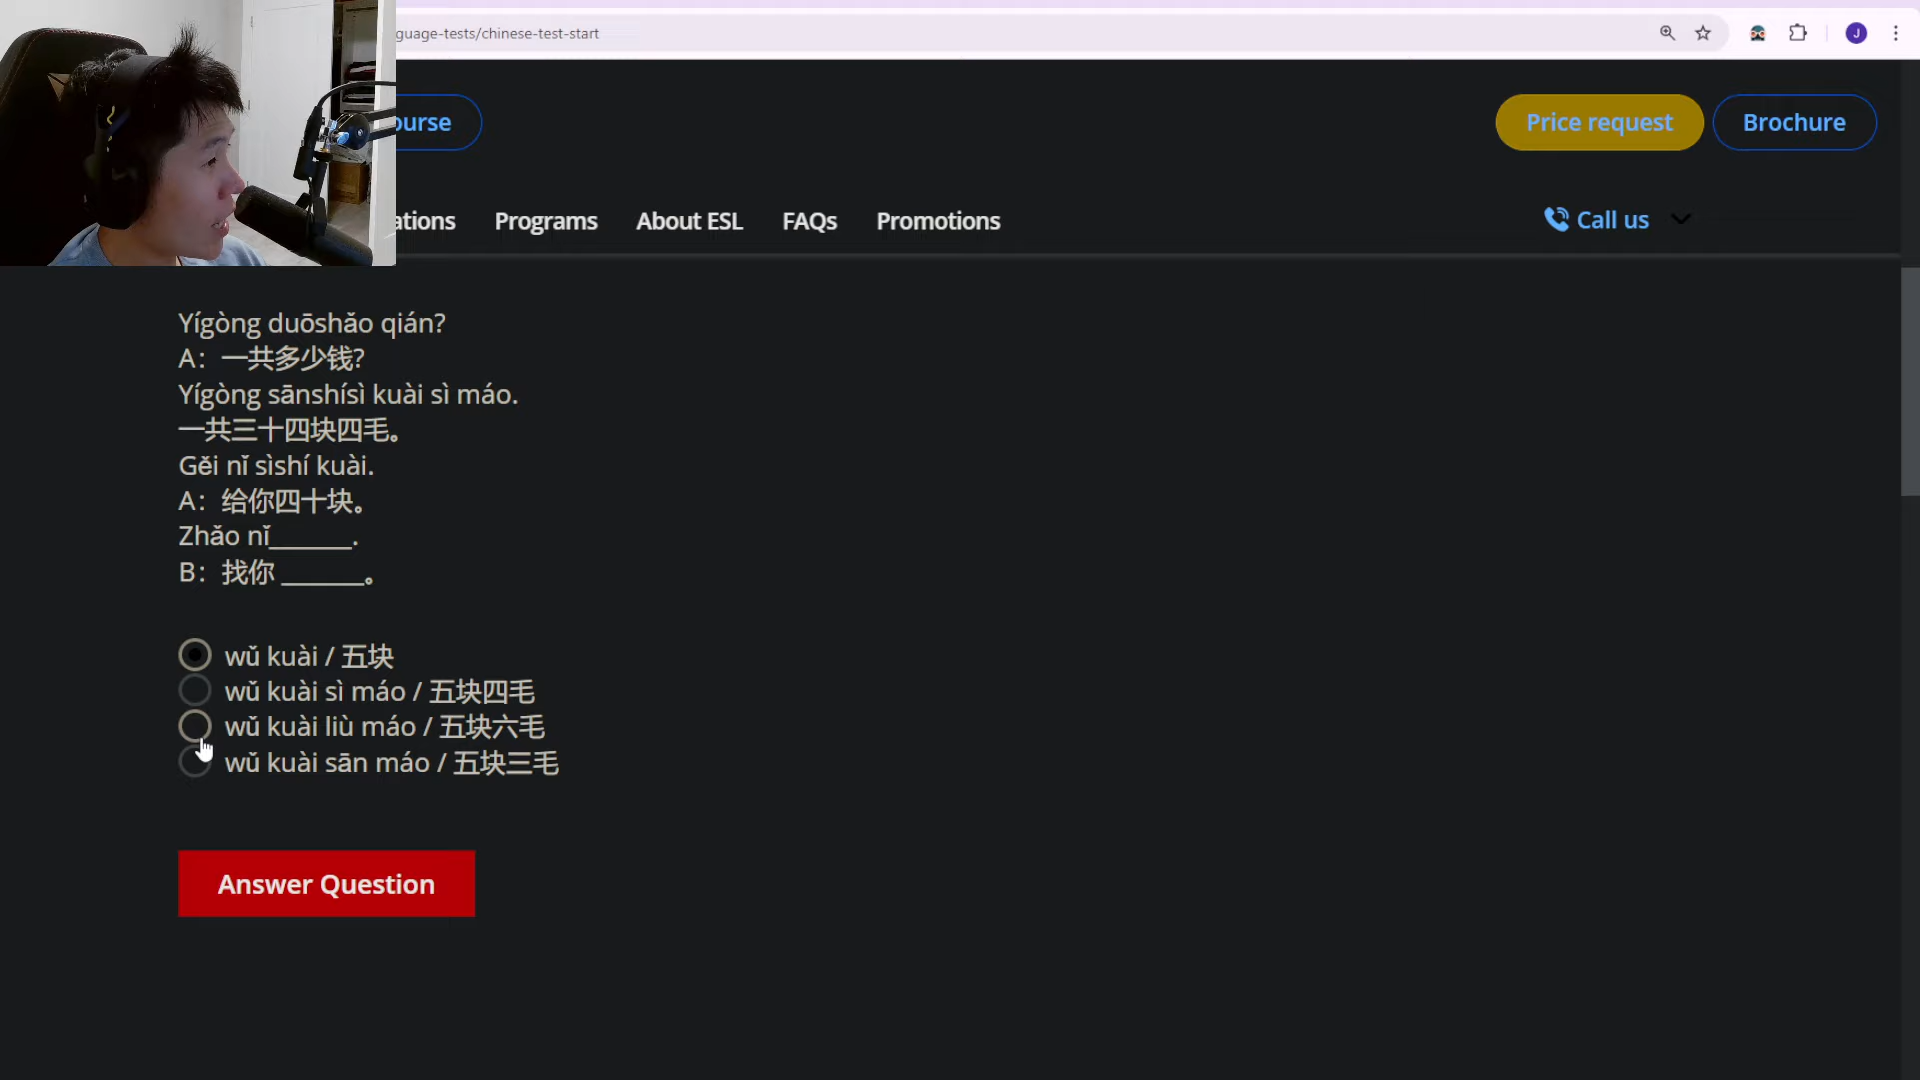 guage-tests/chinese-test-start
J
ourse
Price request
Brochure
ations
Programs
About ESL
FAQs
Promotions
Call us
Yígòng duōshǎo qián?
A：一共多少钱?
Yígòng sānshísì kuài sì máo.
一共三十四块四毛。
Gěi nǐ sìshí kuài.
A：给你四十块。
Zhǎo nǐ______.
B：找你 ______。
wǔ kuài / 五块
wǔ kuài sì máo / 五块四毛
wǔ kuài liù máo / 五块六毛
wǔ kuài sān máo / 五块三毛
Answer Question